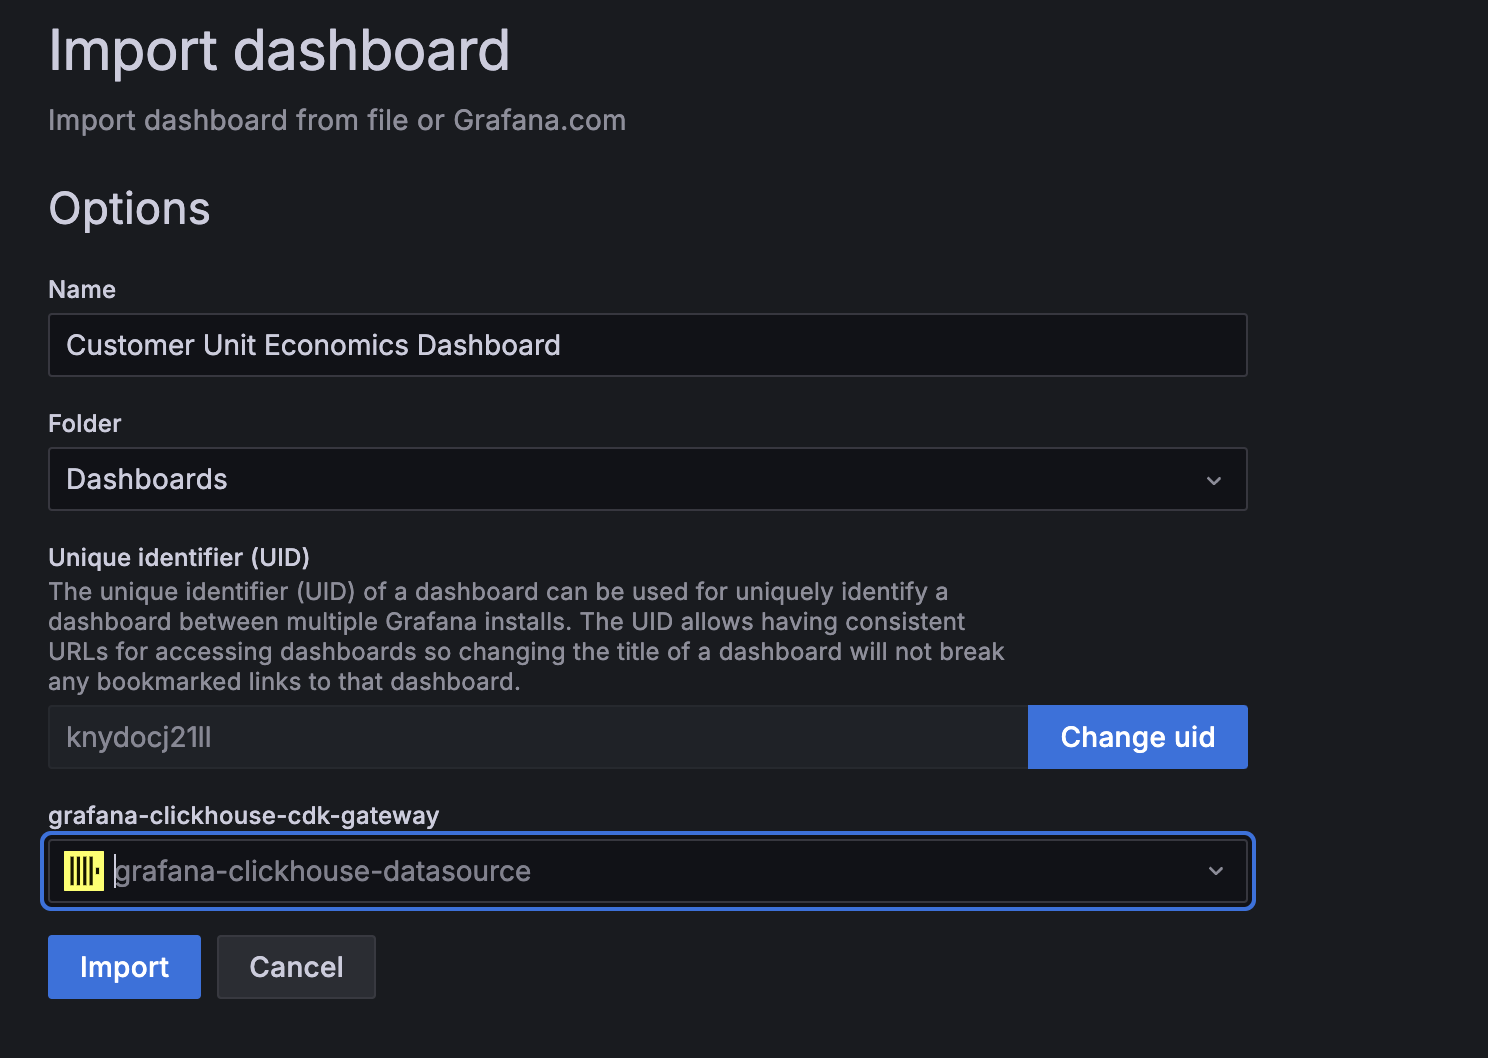 Import dashboard
Import dashboard from file or Grafana.com
Options
Name
Customer Unit Economics Dashboard
Folder
Dashboards
Unique identifier (UID)
The unique identifier (UID) of a dashboard can be used for uniquely identify a
dashboard between multiple Grafana installs. The UID allows having consistent
URLs for accessing dashboards so changing the title of a dashboard will not break
any bookmarked links to that dashboard.
knydocj21ll
Change uid
grafana-clickhouse-cdk-gateway
grafana-clickhouse-datasource
Import
Cancel